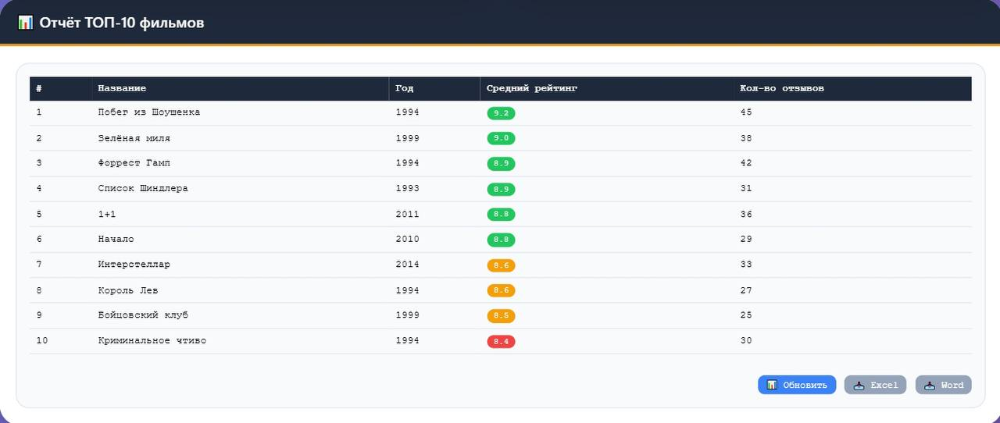 Отчёт ТОП-10 фильмов
# Название Год Средний рейтинг Кол-во отзывов
1 Побег из Шоушенка 1994 9.2 45
2 Зелёная миля 1999 9.0 38
3 Форрест Гамп 1994 8.9 42
4 Список Шиндлера 1993 8.9 31
5 1+1 2011 8.8 36
6 Начало 2010 8.8 29
7 Интерстеллар 2014 8.6 33
8 Король Лев 1994 8.6 27
9 Бойцовский клуб 1999 8.5 25
10 Криминальное чтиво 1994 8.4 30
Обновить Excel Word